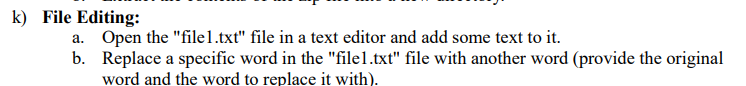 k) File Editing:
a. Open the "file1.txt" file in a text editor and add some text to it.
b. Replace a specific word in the "file1.txt" file with another word (provide the original
word and the word to replace it with).